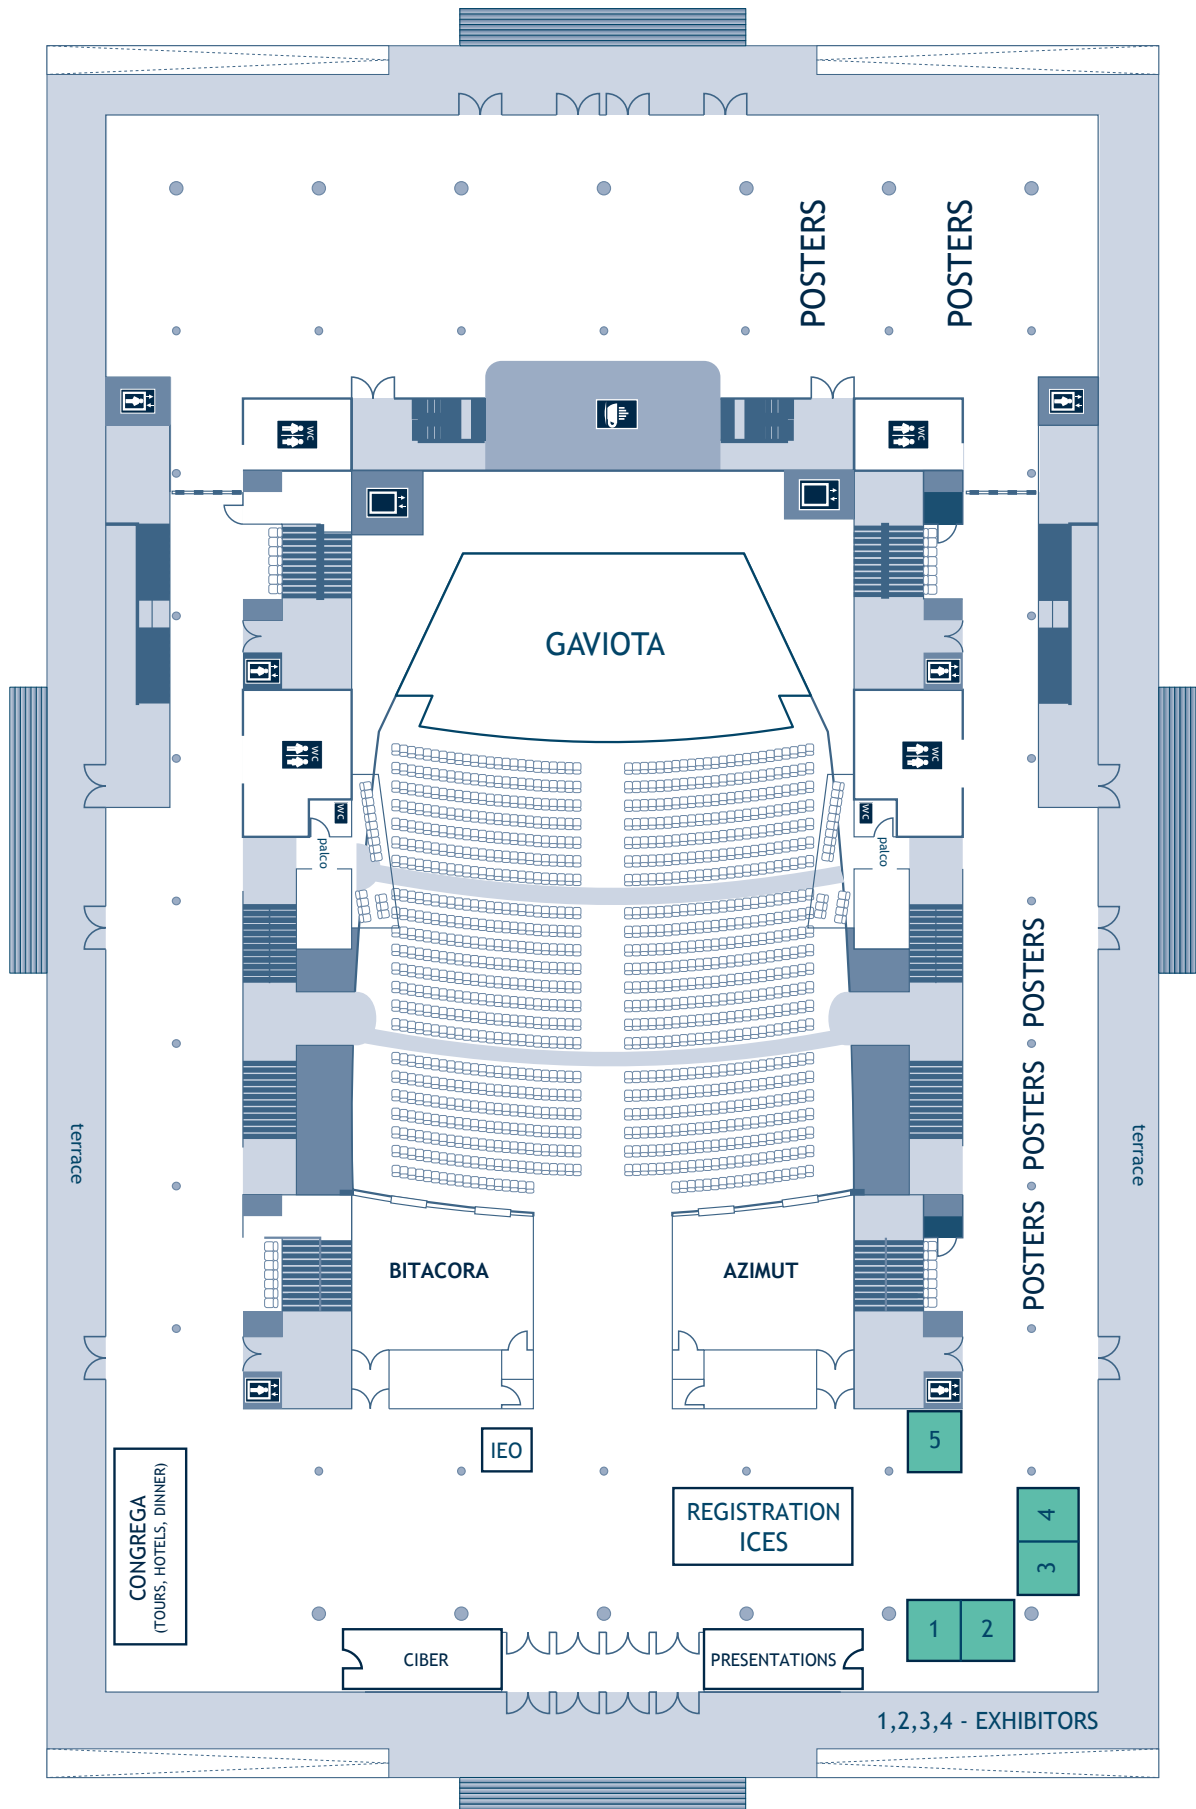 POSTERS
POSTERS
WC
WC
GAVIOTA
WC
WC
WC
WC
palco
palco
POSTERS
POSTERS
POSTERS
terrace
terrace
BITACORA
AZIMUT
5
IEO
CONGREGA
(TOURS, HOTELS, DINNER)
REGISTRATION
ICES
4
3
1
2
CIBER
PRESENTATIONS
1,2,3,4 - EXHIBITORS